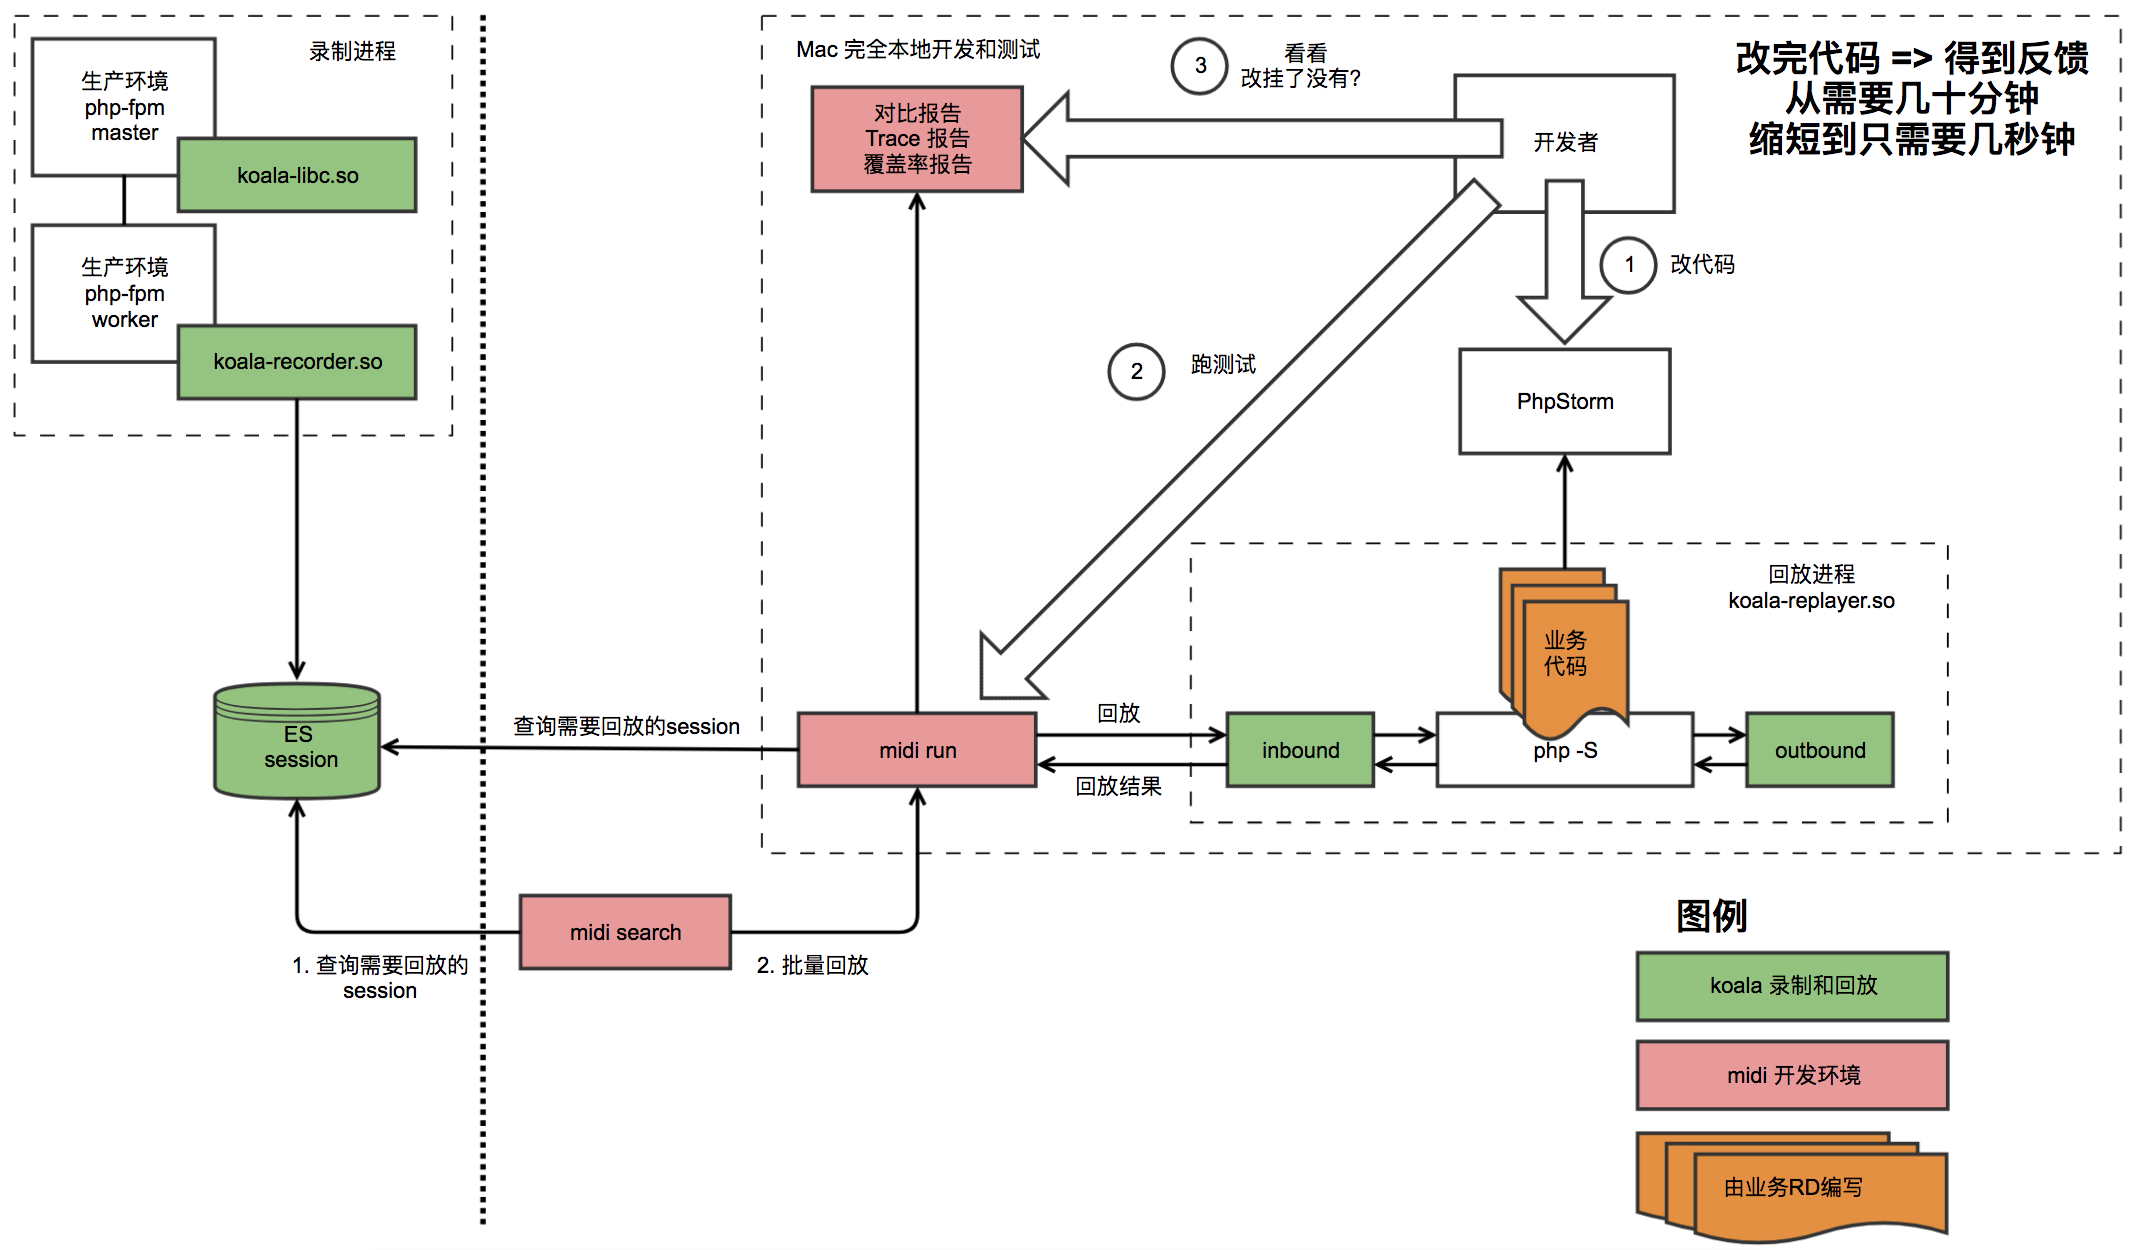 录制进程
生产环境
php-fpm
master
koala-libc.so
生产环境
php-fpm
worker
koala-recorder.so
ES
session
Mac 完全本地开发和测试
对比报告
Trace 报告
覆盖率报告
3
看看
改挂了没有?
开发者
改完代码 => 得到反馈
从需要几十分钟
缩短到只需要几秒钟
1
改代码
2
跑测试
PhpStorm
回放进程
koala-replayer.so
业务
代码
查询需要回放的session
midi run
回放
回放结果
inbound
php -S
outbound
midi search
1. 查询需要回放的
session
2. 批量回放
图例
koala 录制和回放
midi 开发环境
由业务RD编写